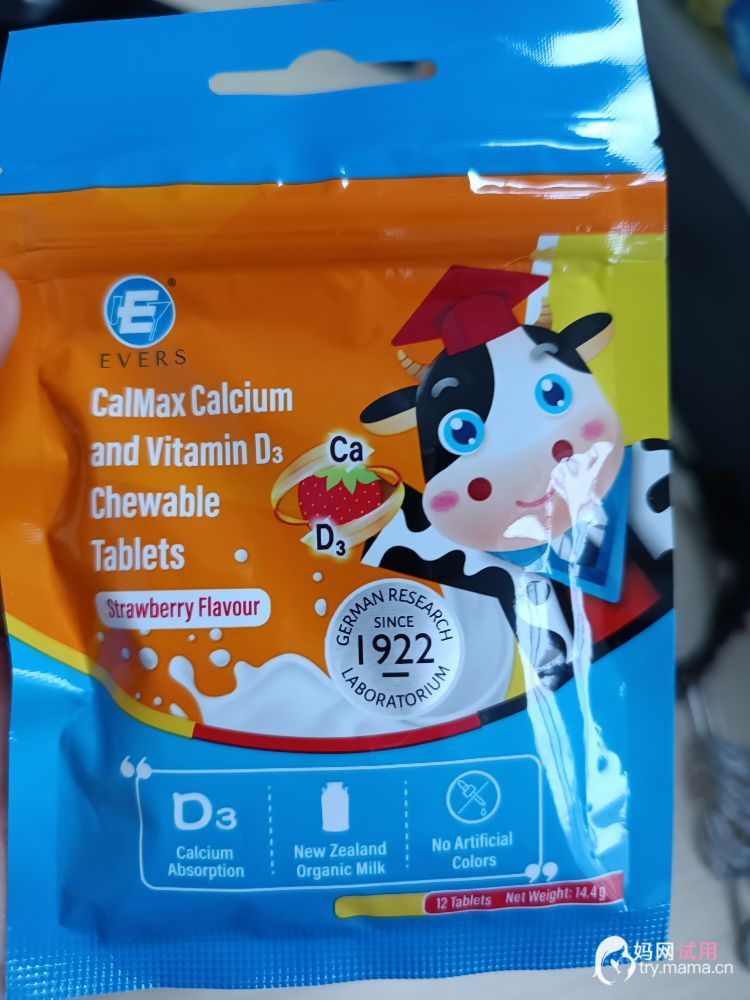 E
®
EVERS
CalMax Calcium
and Vitamin D₃
Chewable
Tablets
Strawberry Flavour
Ca
D₃
GERMAN RESEARCH
SINCE
1922
LABORATORIUM
D₃
Calcium
Absorption
New Zealand
Organic Milk
No Artificial
Colors
12 Tablets Net Weight: 14.4g
妈网试用
try.mama.cn